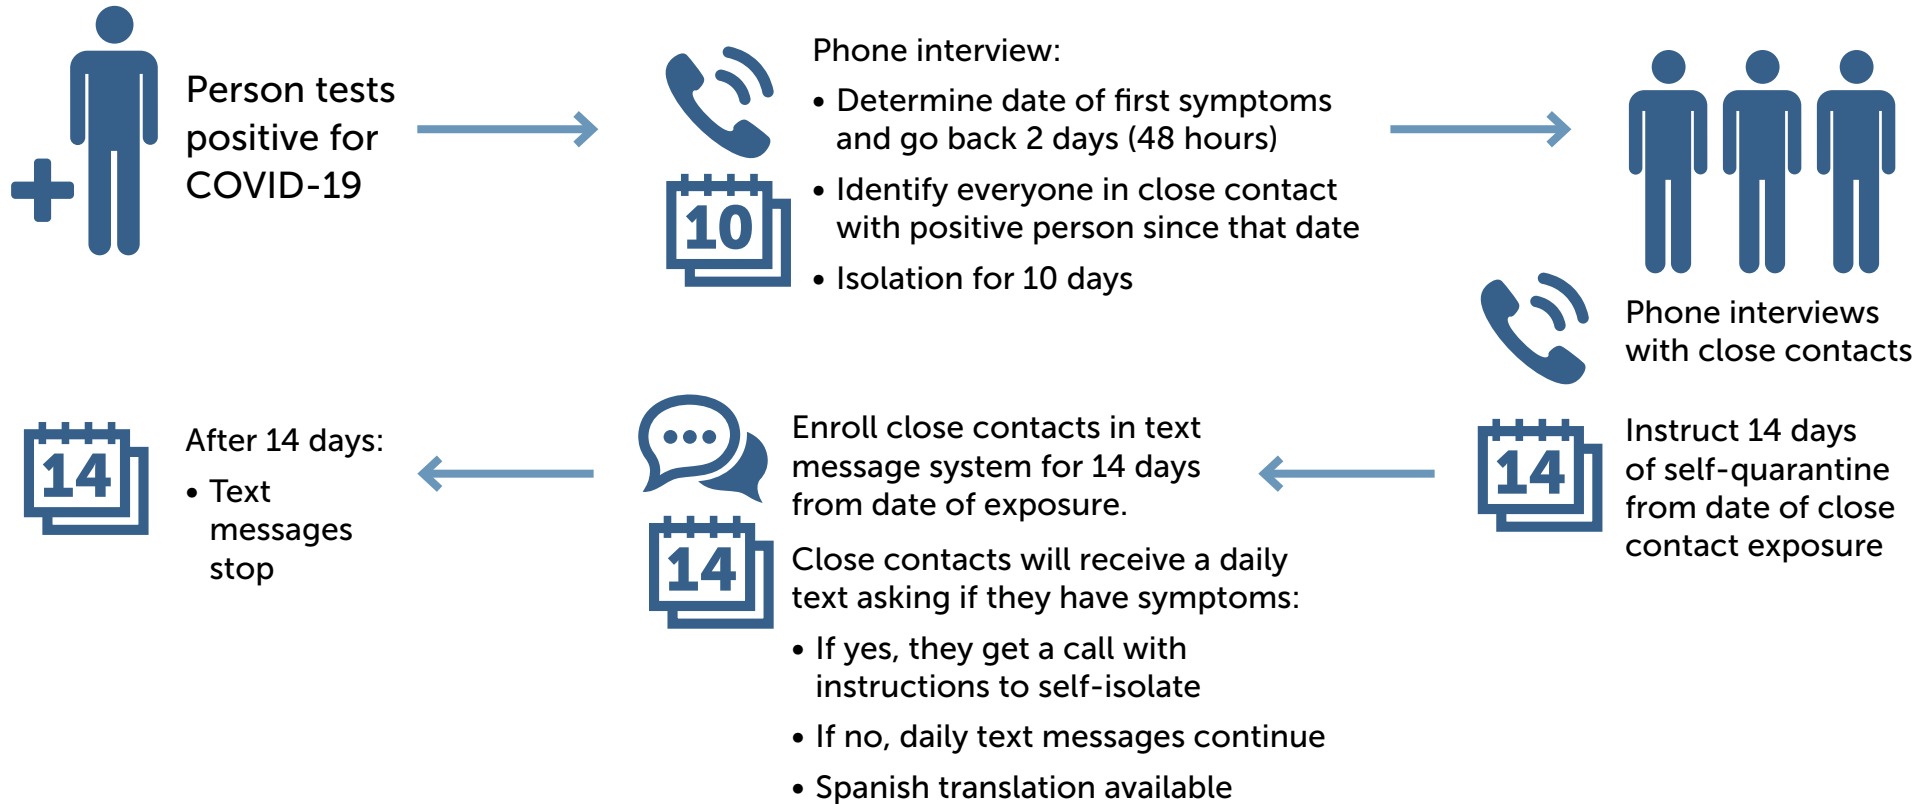 Person tests
positive for
COVID-19
Phone interview:
• Determine date of first symptoms
and go back 2 days (48 hours)
10
• Identify everyone in close contact
with positive person since that date
• Isolation for 10 days
Phone interviews
with close contacts
14
Instruct 14 days
of self-quarantine
from date of close
contact exposure
Enroll close contacts in text
message system for 14 days
from date of exposure.
14
Close contacts will receive a daily
text asking if they have symptoms:
• If yes, they get a call with
instructions to self-isolate
• If no, daily text messages continue
• Spanish translation available
14
After 14 days:
• Text
messages
stop